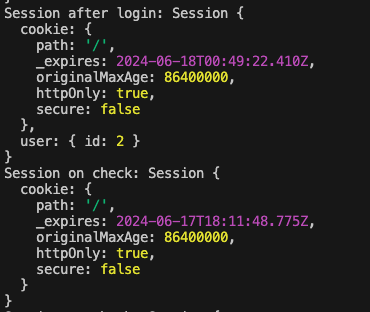 }
Session after login: Session {
  cookie: {
    path: '/',
    _expires: 2024-06-18T00:49:22.410Z,
    originalMaxAge: 86400000,
    httpOnly: true,
    secure: false
  },
  user: { id: 2 }
}
Session on check: Session {
  cookie: {
    path: '/',
    _expires: 2024-06-17T18:11:48.775Z,
    originalMaxAge: 86400000,
    httpOnly: true,
    secure: false
  }
}